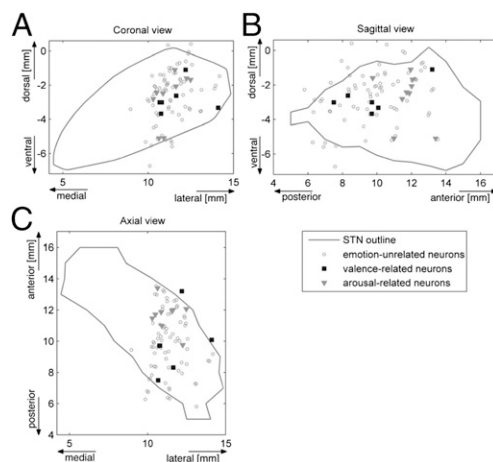 A
Coronal view
dorsal [mm]
ventral
0
-2
-4
-6
5
10
15
medial
lateral [mm]
B
Sagittal view
dorsal [mm]
ventral
0
-2
-4
-6
4
6
8
10
12
14
16
posterior
anterior [mm]
C
Axial view
anterior [mm]
posterior
16
14
12
10
8
6
4
5
10
15
medial
lateral [mm]
STN outline
emotion-unrelated neurons
valence-related neurons
arousal-related neurons